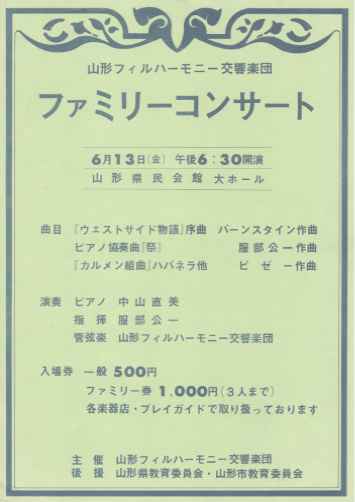 山形フィルハーモニー交響楽団
ファミリーコンサート
6月13日(金) 午後6:30開演
山形県民会館 大ホール
曲目 『ウェストサイド物語』序曲 バーンスタイン作曲
ピアノ協奏曲『祭』 服部公一作曲
『カルメン組曲』ハバネラ他 ビゼー作曲
演奏 ピアノ 中山直美
指揮 服部公一
管弦楽 山形フィルハーモニー交響楽団
入場券 一般 500円
ファミリー券 1,000円(3人まで)
各楽器店・プレイガイドで取り扱っております
主催 山形フィルハーモニー交響楽団
後援 山形県教育委員会・山形市教育委員会